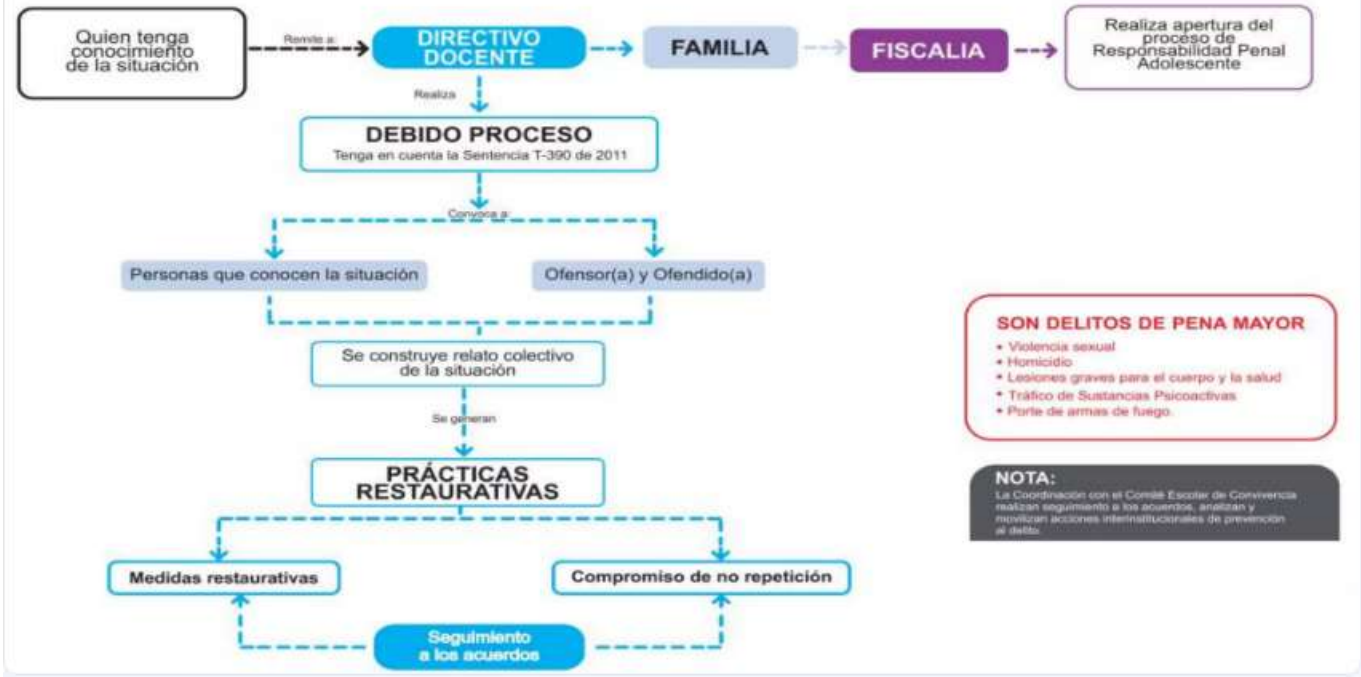 Quien tenga
conocimiento
de la situación
Remite a:
DIRECTIVO
DOCENTE
FAMILIA
FISCALIA
Realiza apertura del
proceso de
Responsabilidad Penal
Adolescente
Realiza
DEBIDO PROCESO
Tenga en cuenta la Sentencia T-390 de 2011
Convoca a:
Personas que conocen la situación
Ofensor(a) y Ofendido(a)
Se construye relato colectivo
de la situación
Se generan
PRÁCTICAS
RESTAURATIVAS
Medidas restaurativas
Compromiso de no repetición
Seguimiento
a los acuerdos
SON DELITOS DE PENA MAYOR
• Violencia sexual
• Homicidio
• Lesiones graves para el cuerpo y la salud
• Tráfico de Sustancias Psicoactivas
• Porte de armas de fuego.
NOTA:
La Coordinación con el Comité Escolar de Convivencia
realizan seguimiento a los acuerdos, analizan y
movilizan acciones interinstitucionales de prevención
al delito.